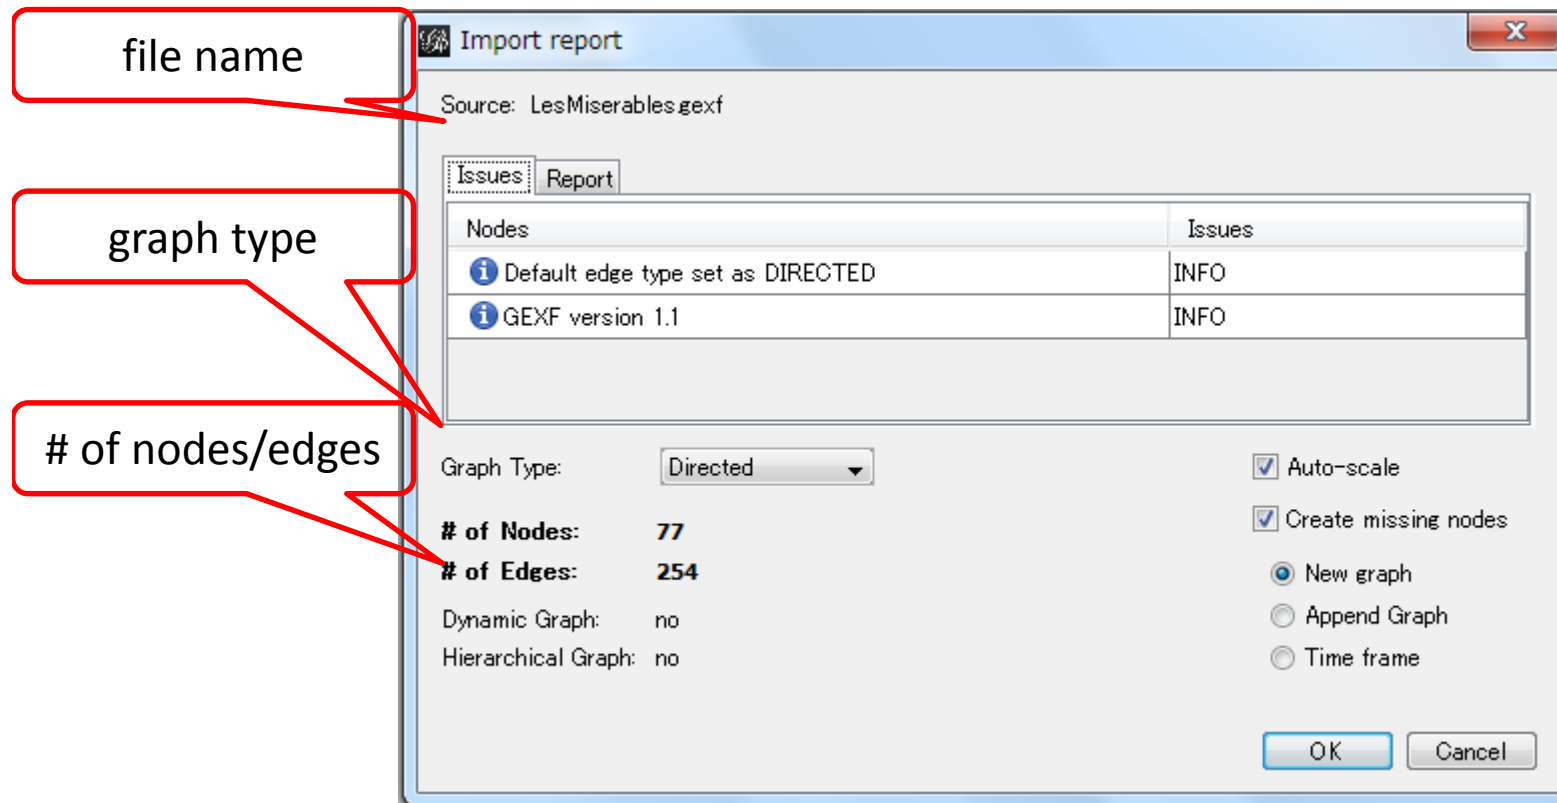 file name
Import report
Source: LesMiserables.gexf
Issues Report
graph type
Nodes Issues
Default edge type set as DIRECTED INFO
GEXF version 1.1 INFO
# of nodes/edges
Graph Type: Directed
Auto-scale
# of Nodes: 77
Create missing nodes
# of Edges: 254
New graph
Dynamic Graph: no
Append Graph
Hierarchical Graph: no
Time frame
OK Cancel